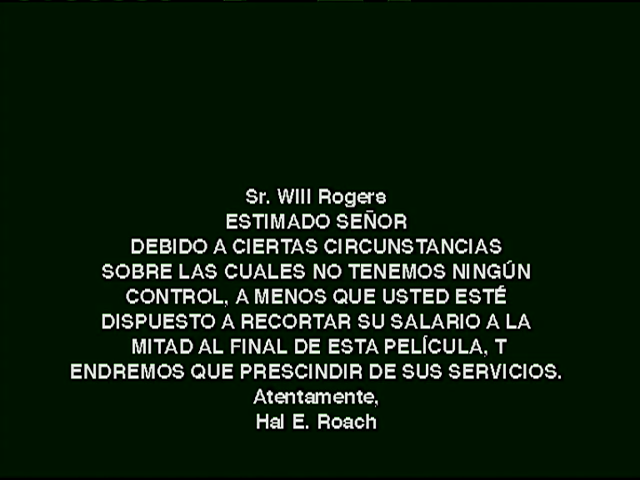 Sr. WIll Rogers
ESTIMADO SEÑOR
DEBIDO A CIERTAS CIRCUNSTANCIAS
SOBRE LAS CUALES NO TENEMOS NINGÚN
CONTROL, A MENOS QUE USTED ESTÉ
DISPUESTO A RECORTAR SU SALARIO A LA
MITAD AL FINAL DE ESTA PELÍCULA, T
ENDREMOS QUE PRESCINDIR DE SUS SERVICIOS.
Atentamente,
Hal E. Roach